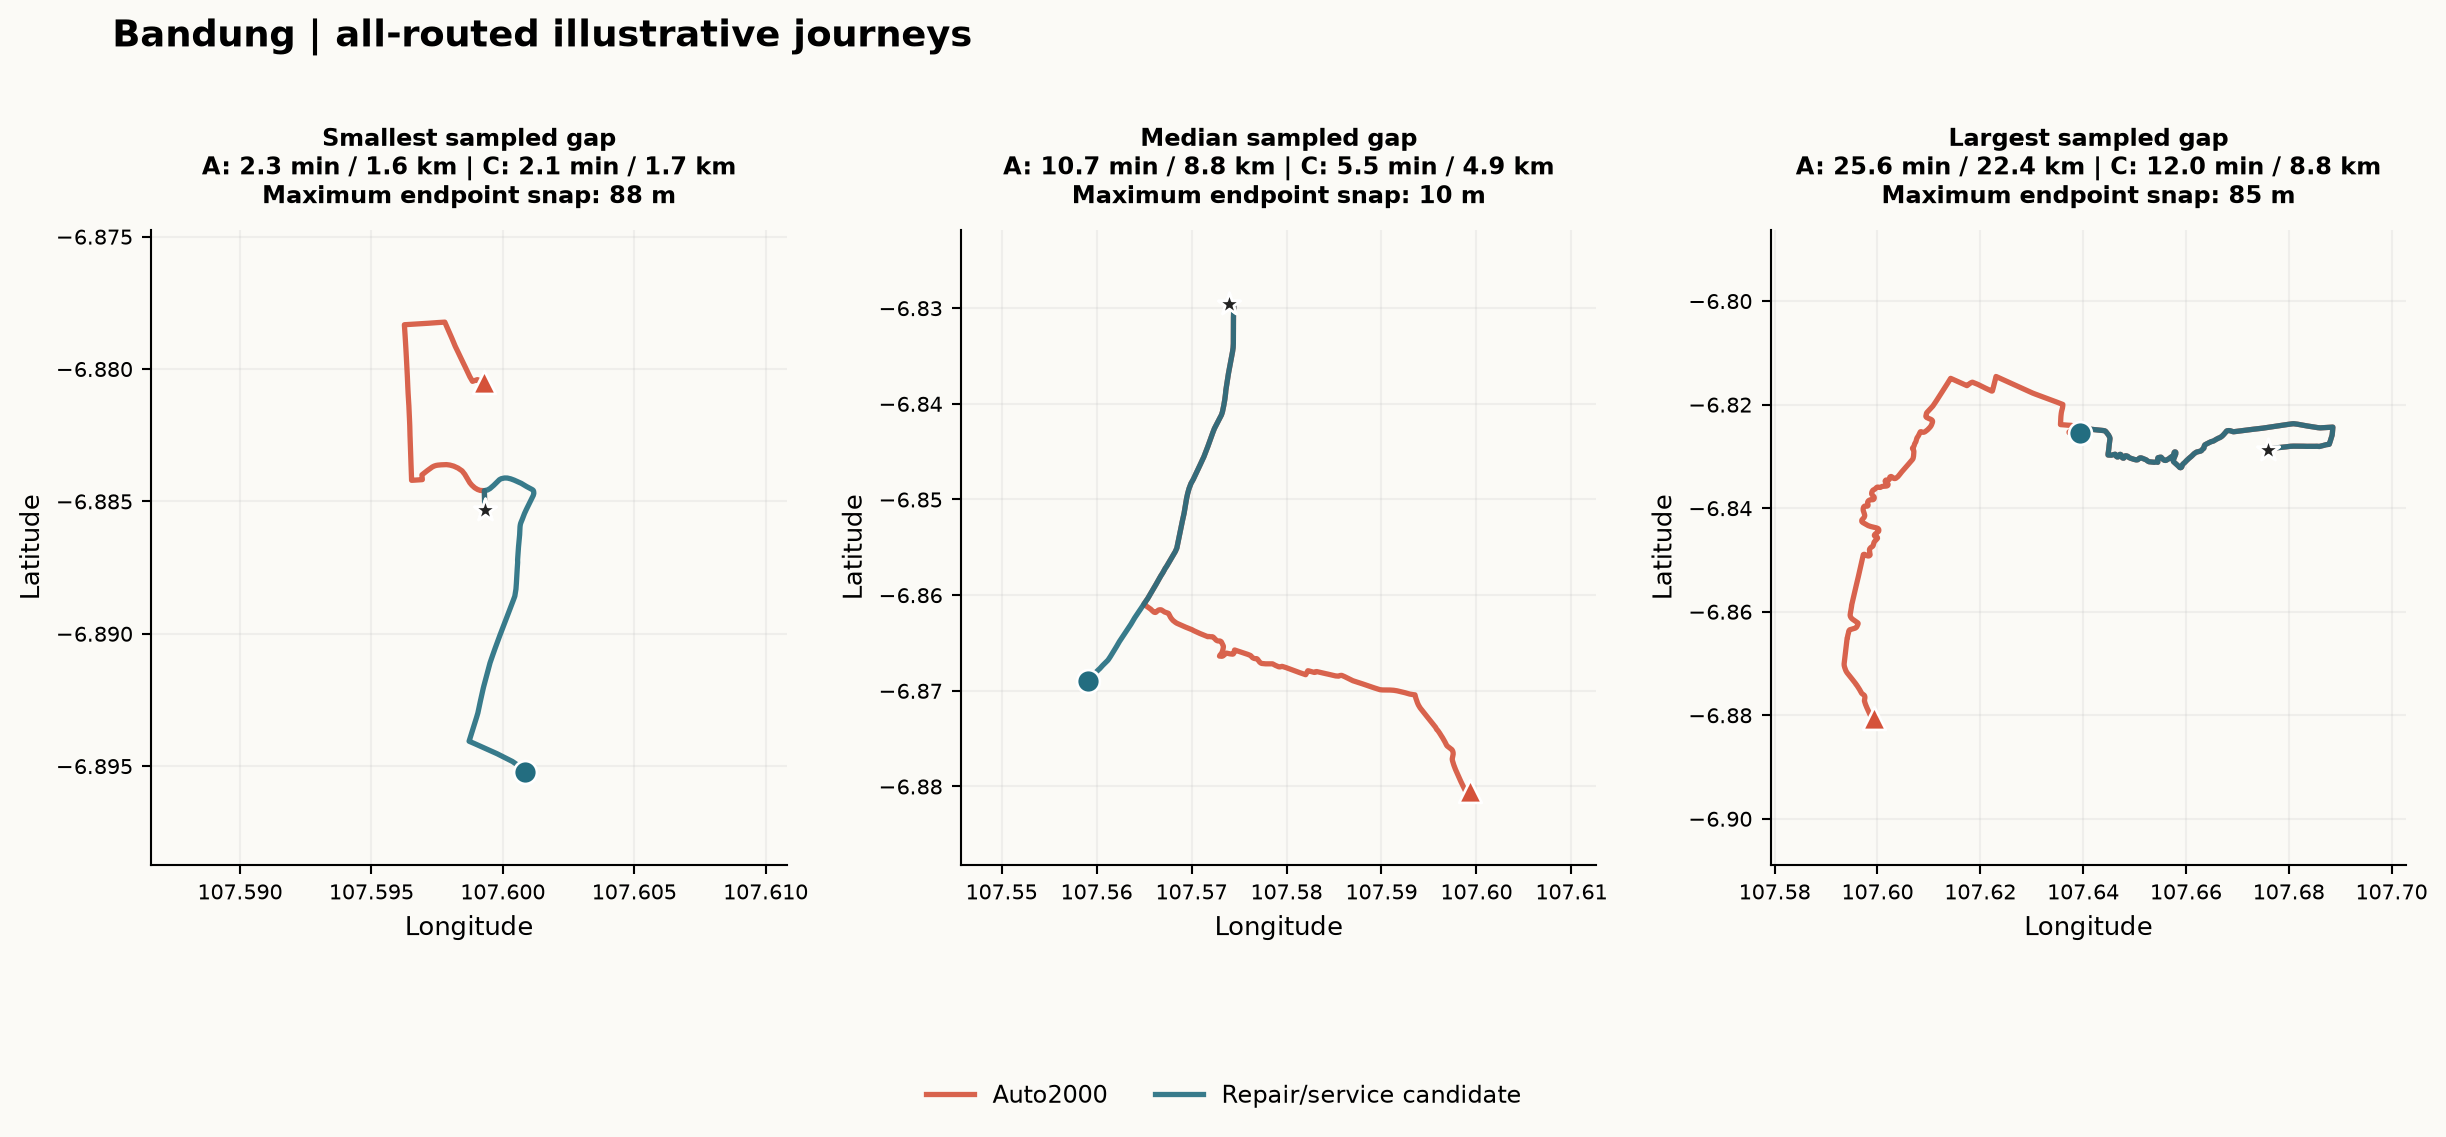 Bandung | all-routed illustrative journeys
Smallest sampled gap
A: 2.3 min / 1.6 km | C: 2.1 min / 1.7 km
Maximum endpoint snap: 88 m
−6.875
−6.880
−6.885
−6.890
−6.895
Latitude
107.590 107.595 107.600 107.605 107.610
Longitude
Median sampled gap
A: 10.7 min / 8.8 km | C: 5.5 min / 4.9 km
Maximum endpoint snap: 10 m
−6.83
−6.84
−6.85
−6.86
−6.87
−6.88
Latitude
107.55 107.56 107.57 107.58 107.59 107.60 107.61
Longitude
Largest sampled gap
A: 25.6 min / 22.4 km | C: 12.0 min / 8.8 km
Maximum endpoint snap: 85 m
−6.80
−6.82
−6.84
−6.86
−6.88
−6.90
Latitude
107.58 107.60 107.62 107.64 107.66 107.68 107.70
Longitude
Auto2000
Repair/service candidate